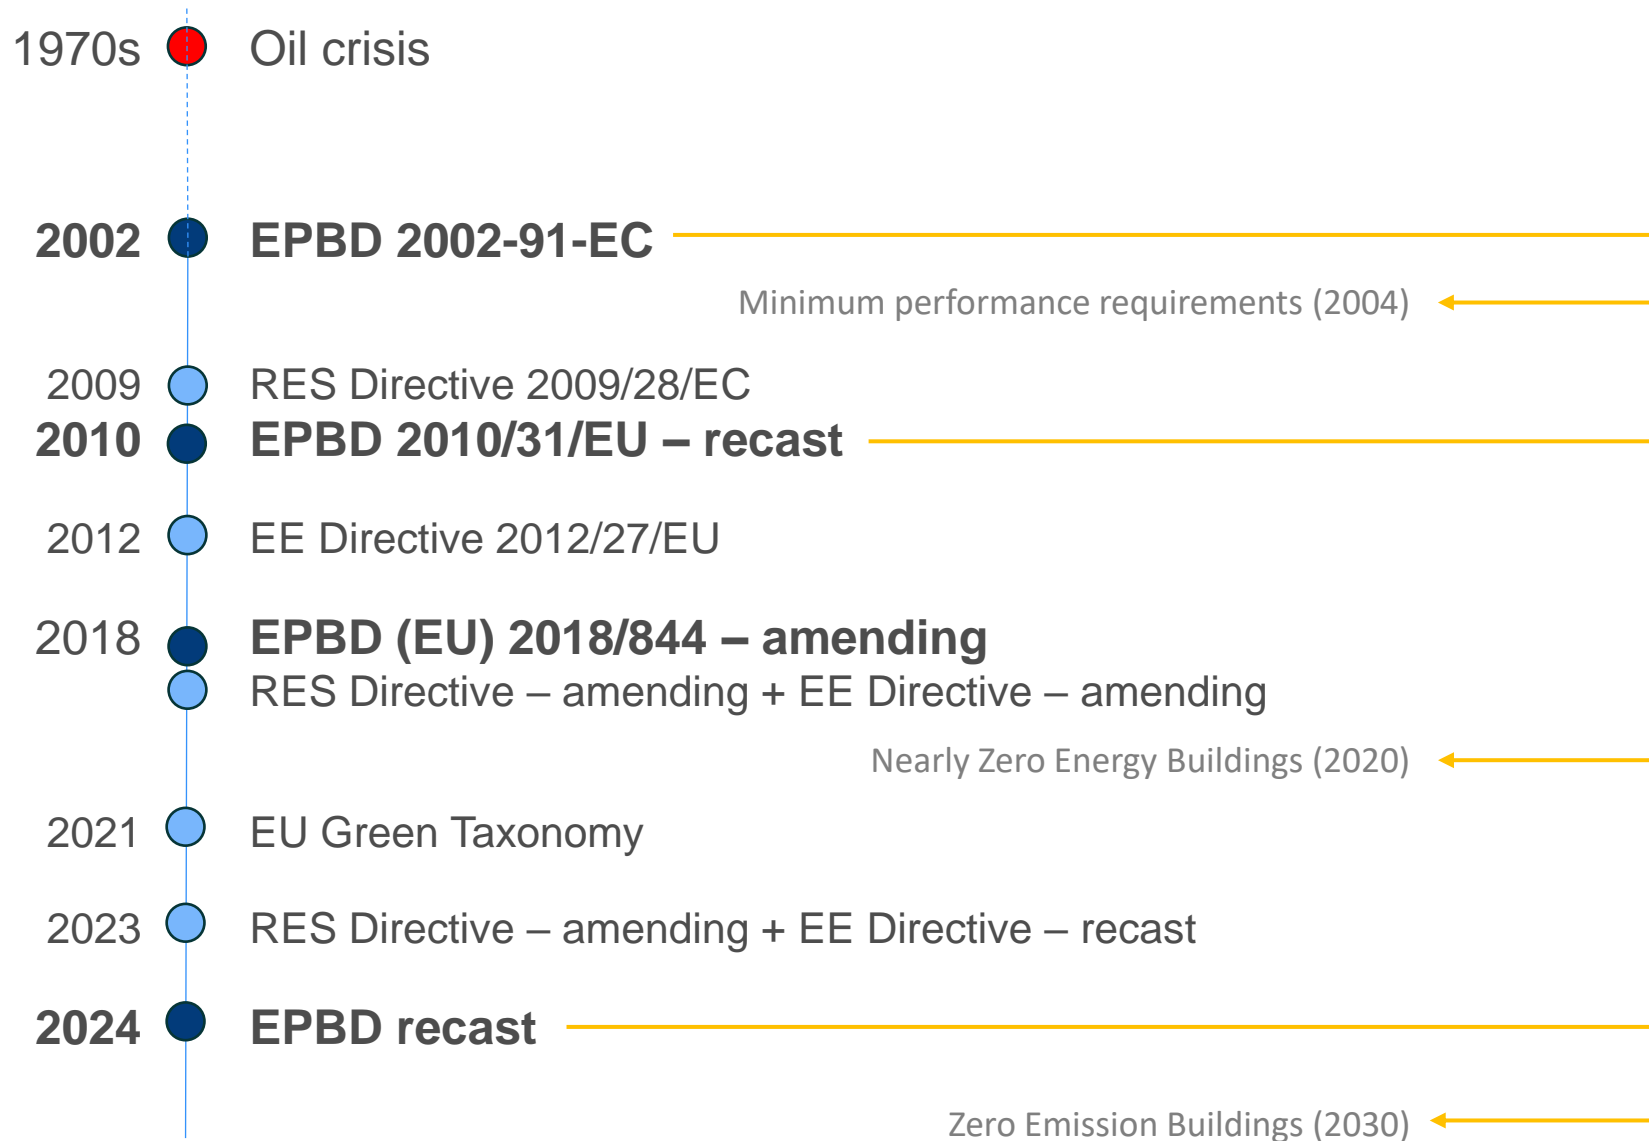 1970s Oil crisis
2002 EPBD 2002-91-EC
Minimum performance requirements (2004)
2009 RES Directive 2009/28/EC
2010 EPBD 2010/31/EU – recast
2012 EE Directive 2012/27/EU
2018 EPBD (EU) 2018/844 – amending
RES Directive – amending + EE Directive – amending
Nearly Zero Energy Buildings (2020)
2021 EU Green Taxonomy
2023 RES Directive – amending + EE Directive – recast
2024 EPBD recast
Zero Emission Buildings (2030)